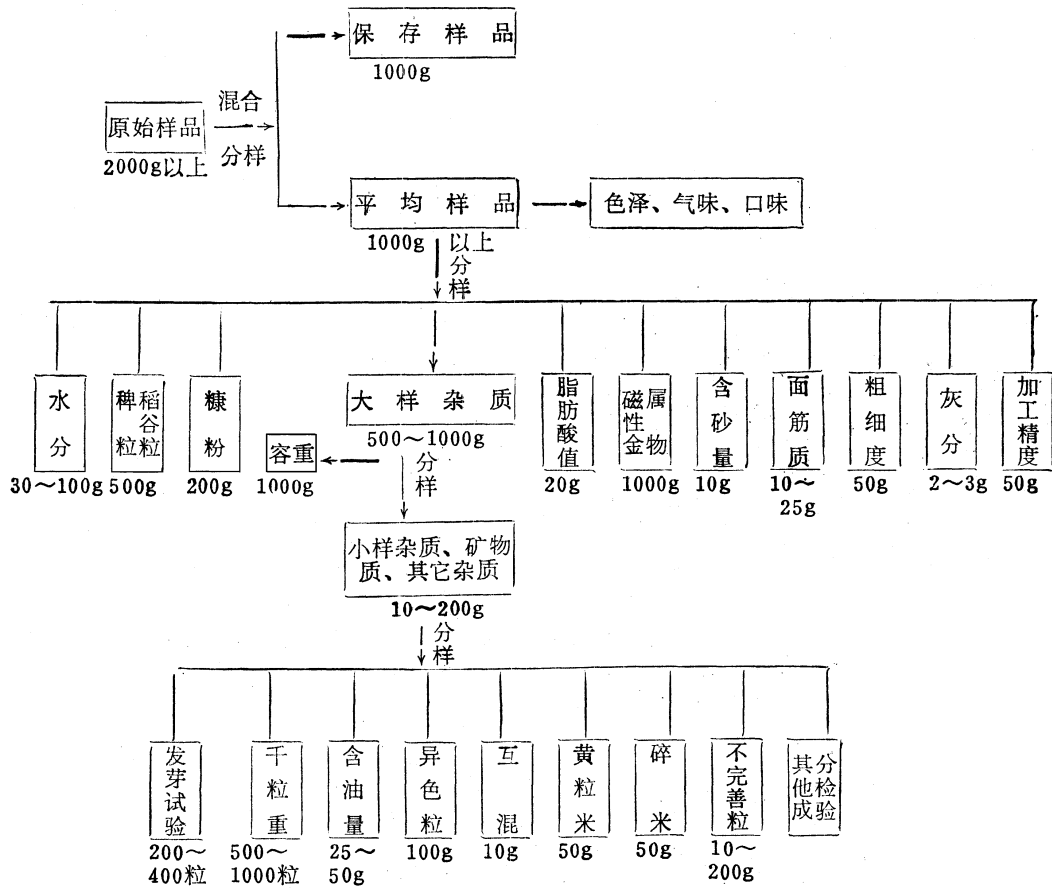 保存样品
1000g
混合
原始样品
分样
2000g以上
平均样品
色泽、气味、口味
1000g
以上分样
水分
30～100g
稗粒稻谷粒
500g
糠粉
200g
大样杂质
500～1000g
容重
1000g
分样
脂肪酸值
20g
磁性金属物
1000g
含砂量
10g
面筋质
10～
25g
粗细度
50g
灰分
2～3g
加工精度
50g
小样杂质、矿物
质、其它杂质
10～200g
分样
发芽试验
200～
400粒
千粒重
500～
1000粒
含油量
25～
50g
异色粒
100g
互混
10g
黄粒米
50g
碎米
50g
不完善粒
10～
200g
其他成分检验